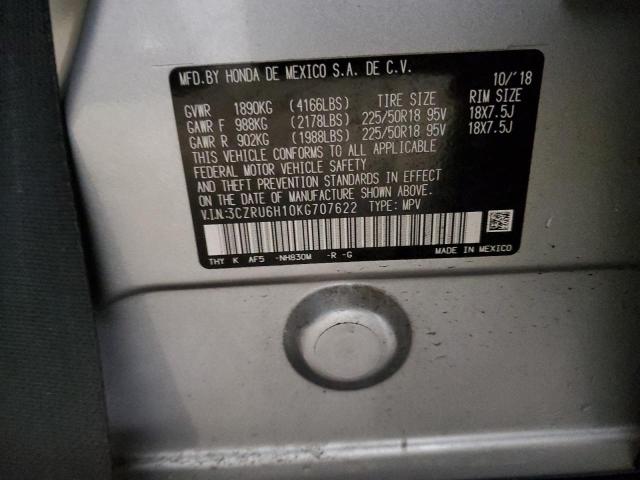 MFD. BY HONDA DE MEXICO S.A. DE C.V. 10/'18
GVWR 1890KG (4166LBS) TIRE SIZE RIM SIZE
GAWR F 988KG (2178LBS) 225/50R18 95V 18X7.5J
GAWR R 902KG (1988LBS) 225/50R18 95V 18X7.5J
THIS VEHICLE CONFORMS TO ALL APPLICABLE
FEDERAL MOTOR VEHICLE SAFETY
AND THEFT PREVENTION STANDARDS IN EFFECT
ON THE DATE OF MANUFACTURE SHOWN ABOVE.
V.I.N:3CZRU6H10KG707622 TYPE: MPV
THY K AF5 -NH830M -R -G MADE IN MEXICO